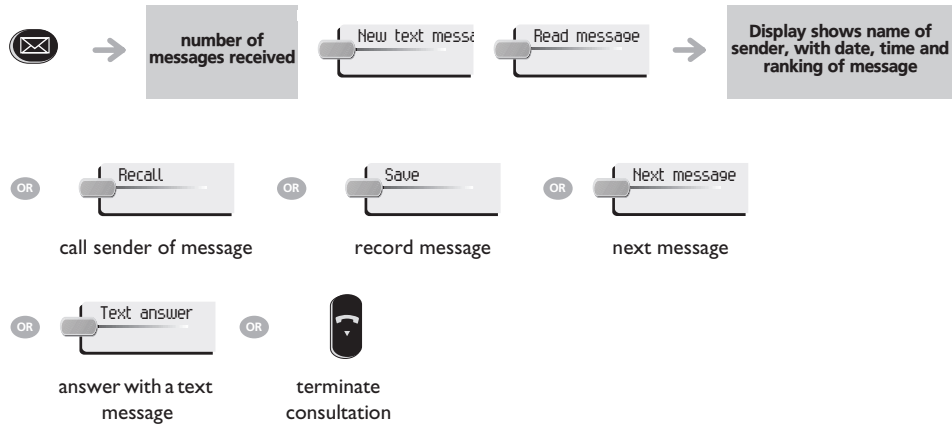 number of
messages received
New text messa
Read message
Display shows name of
sender, with date, time and
ranking of message
OR
Recall
OR
Save
OR
Next message
call sender of message
record message
next message
OR
Text answer
OR
answer with a text
message
terminate
consultation